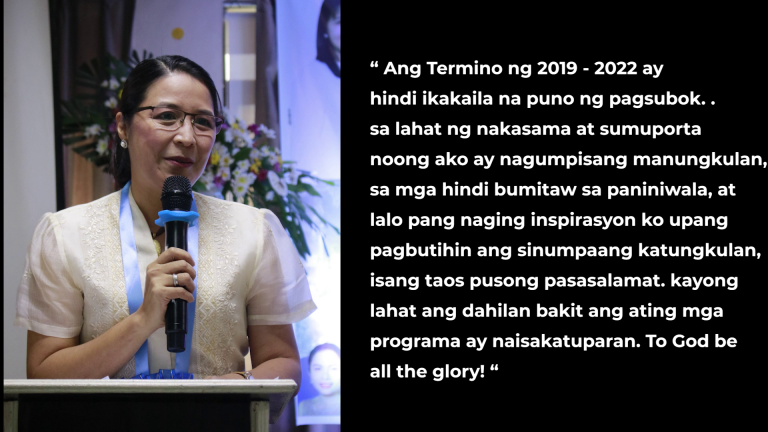 “ Ang Termino ng 2019 - 2022 ay
hindi ikakaila na puno ng pagsubok. .
sa lahat ng nakasama at sumuporta
noong ako ay nagumpisang manungkulan,
sa mga hindi bumitaw sa paniniwala, at
lalo pang naging inspirasyon ko upang
pagbutihin ang sinumpaang katungkulan,
isang taos pusong pasasalamat. kayong
lahat ang dahilan bakit ang ating mga
programa ay naisakatuparan. To God be
all the glory! “